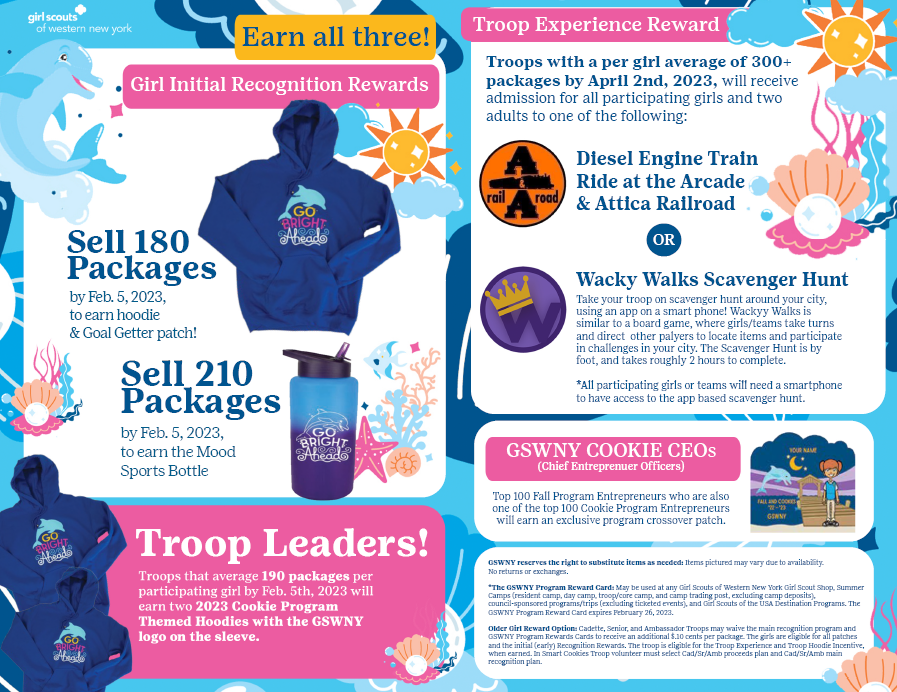 girl scouts
of western new york
Earn all three!
Girl Initial Recognition Rewards
GO
BRIGHT
Ahead
Sell 180
Packages
by Feb. 5, 2023,
to earn hoodie
& Goal Getter patch!
Sell 210
Packages
by Feb. 5, 2023,
to earn the Mood
Sports Bottle
GO
BRIGHT
Ahead
GO
BRIGHT
Ahead
GO
BRIGHT
Ahead
Troop Leaders!
Troops that average 190 packages per
participating girl by Feb. 5th, 2023 will
earn two 2023 Cookie Program
Themed Hoodies with the GSWNY
logo on the sleeve.
Troop Experience Reward
Troops with a per girl average of 300+
packages by April 2nd, 2023, will receive
admission for all participating girls and two
adults to one of the following:
A
&
rail road
A
Diesel Engine Train
Ride at the Arcade
& Attica Railroad
OR
W
Wacky Walks Scavenger Hunt
Take your troop on scavenger hunt around your city,
using an app on a smart phone! Wackyy Walks is
similar to a board game, where girls/teams take turns
and direct other palyers to locate items and participate
in challenges in your city. The Scavenger Hunt is by
foot, and takes roughly 2 hours to complete.
*All participating girls or teams will need a smartphone
to have access to the app based scavenger hunt.
GSWNY COOKIE CEOs
(Chief Entreprenuer Officers)
Top 100 Fall Program Entrepreneurs who are also
one of the top 100 Cookie Program Entrepreneurs
will earn an exclusive program crossover patch.
YOUR NAME
FALL AND COOKIES
'22 - '23
GSWNY
GSWNY reserves the right to substitute items as needed: Items pictured may vary due to availability.
No returns or exchanges.
*The GSWNY Program Reward Card: May be used at any Girl Scouts of Western New York Girl Scout Shop, Summer
Camps (resident camp, day camp, troop/core camp, and camp trading post, excluding camp deposits),
council-sponsored programs/trips (excluding ticketed events), and Girl Scouts of the USA Destination Programs. The
GSWNY Program Reward Card expires February 26, 2023.
Older Girl Reward Option: Cadette, Senior, and Ambassador Troops may waive the main recognition program and
GSWNY Program Rewards Cards to receive an additional $.10 cents per package. The girls are eligible for all patches
and the initial (early) Recognition Rewards. The troop is eligible for the Troop Experience and Troop Hoodie Incentive,
when earned. In Smart Cookies Troop volunteer must select Cad/Sr/Amb proceeds plan and Cad/Sr/Amb main
recognition plan.